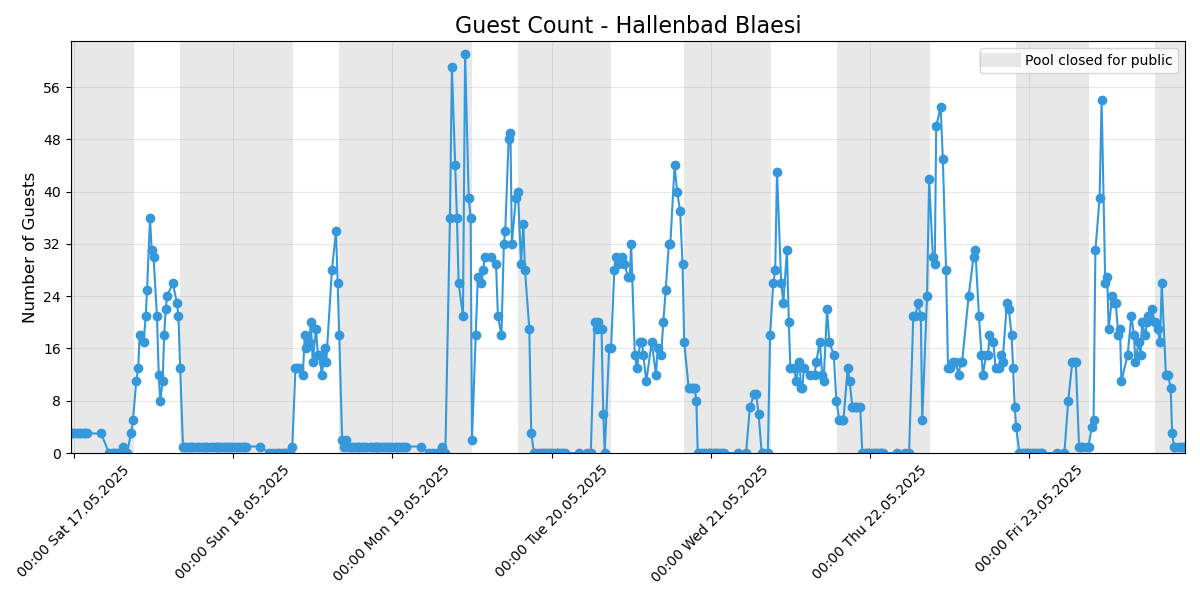 Guest Count - Hallenbad Blaesi
Pool closed for public
Number of Guests
56
48
40
32
24
16
8
0
00:00 Sat 17.05.2025
00:00 Sun 18.05.2025
00:00 Mon 19.05.2025
00:00 Tue 20.05.2025
00:00 Wed 21.05.2025
00:00 Thu 22.05.2025
00:00 Fri 23.05.2025